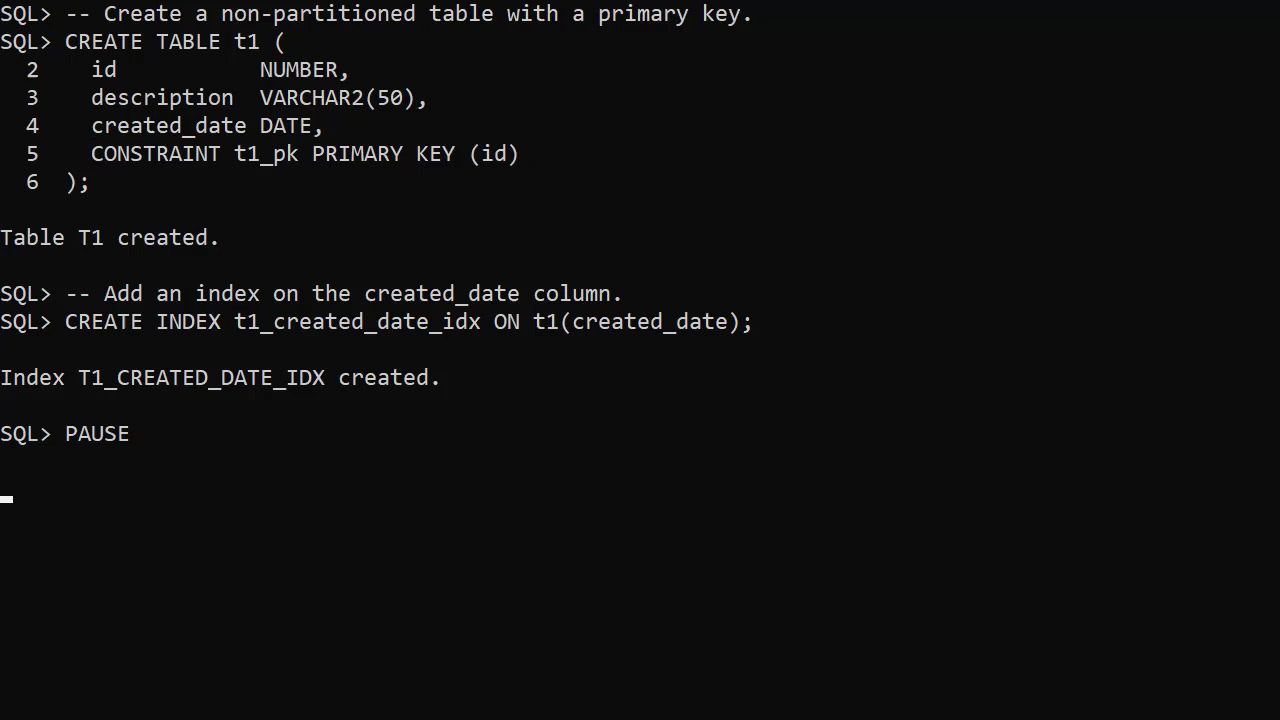 SQL> -- Create a non-partitioned table with a primary key.
SQL> CREATE TABLE t1 (
  2    id           NUMBER,
  3    description  VARCHAR2(50),
  4    created_date DATE,
  5    CONSTRAINT t1_pk PRIMARY KEY (id)
  6  );
Table T1 created.
SQL> -- Add an index on the created_date column.
SQL> CREATE INDEX t1_created_date_idx ON t1(created_date);
Index T1_CREATED_DATE_IDX created.
SQL> PAUSE